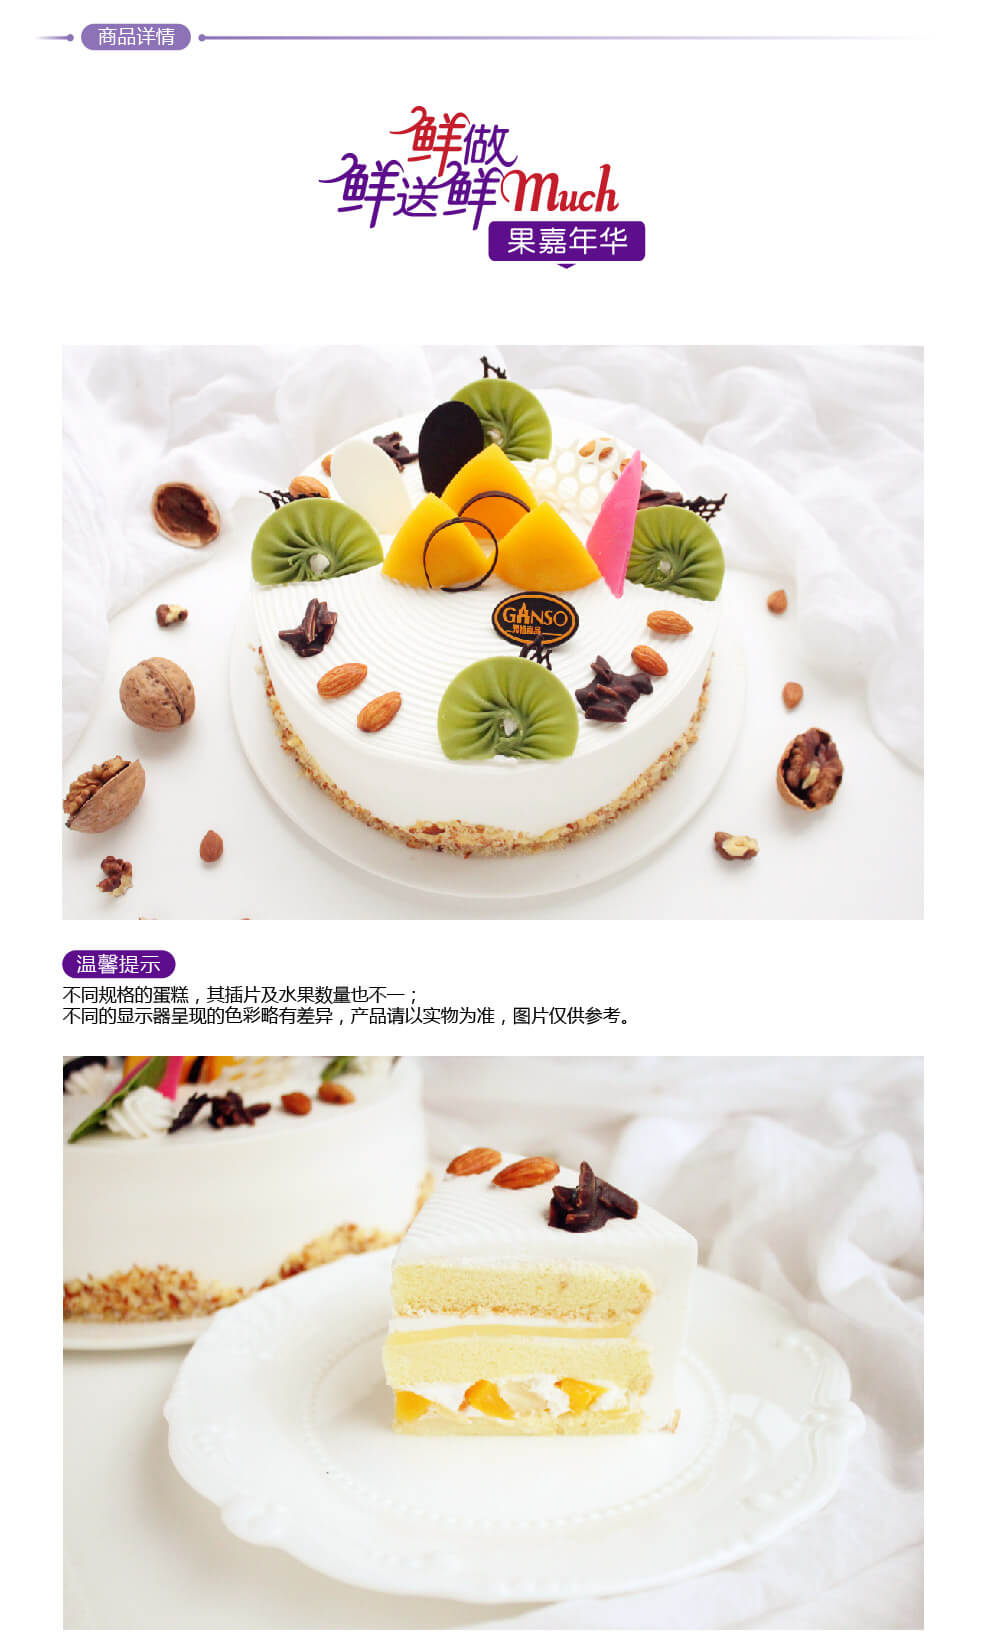 商品详情
鲜做
鲜送鲜Much
果嘉年华
GANSO
温馨提示
不同规格的蛋糕，其插片及水果数量也不一；
不同的显示器呈现的色彩略有差异，产品请以实物为准，图片仅供参考。